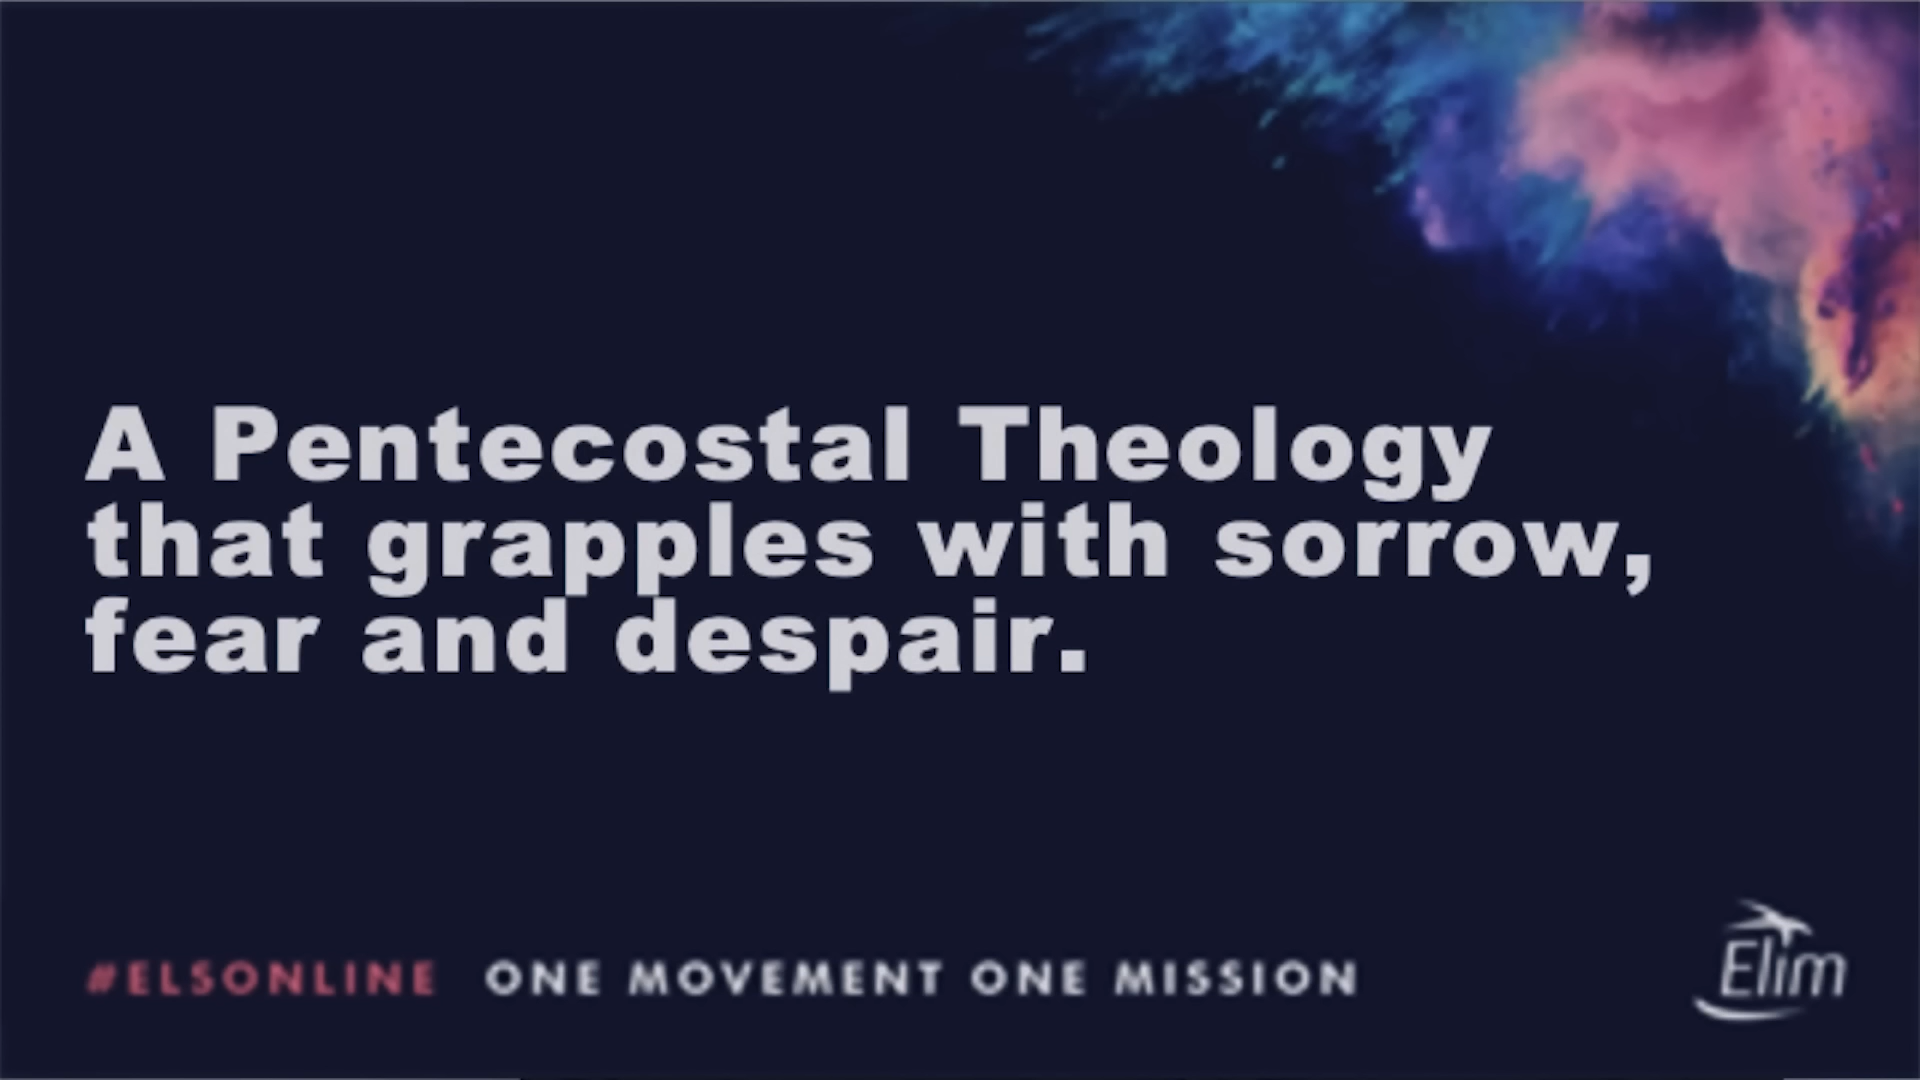 A Pentecostal Theology
that grapples with sorrow,
fear and despair.
#ELSONLINE ONE MOVEMENT ONE MISSION
Elim